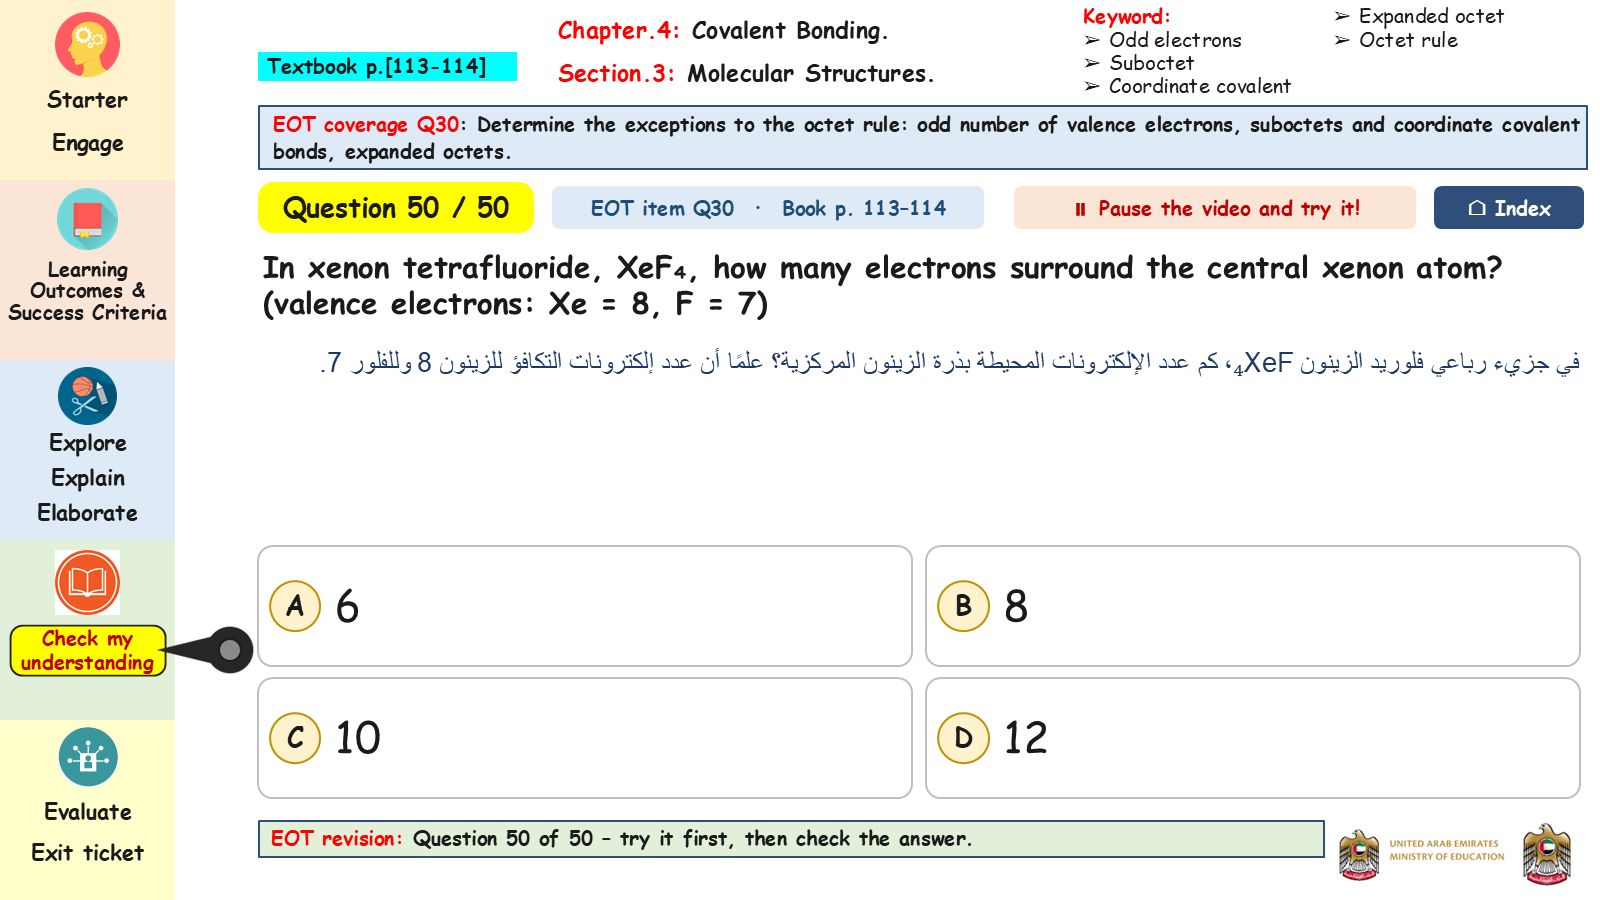 Starter
Engage
Learning
Outcomes &
Success Criteria
Explore
Explain
Elaborate
Check my
understanding
Evaluate
Exit ticket
Textbook p.[113-114]
Chapter.4: Covalent Bonding.
Section.3: Molecular Structures.
Keyword:
➢ Odd electrons
➢ Suboctet
➢ Coordinate covalent
➢ Expanded octet
➢ Octet rule
EOT coverage Q30: Determine the exceptions to the octet rule: odd number of valence electrons, suboctets and coordinate covalent
bonds, expanded octets.
Question 50 / 50
EOT item Q30 · Book p. 113–114
⏸ Pause the video and try it!
☖ Index
In xenon tetrafluoride, XeF₄, how many electrons surround the central xenon atom?
(valence electrons: Xe = 8, F = 7)
في جزيء رباعي فلوريد الزينون XeF₄، كم عدد الإلكترونات المحيطة بذرة الزينون المركزية؟ علمًا أن عدد إلكترونات التكافؤ للزينون 8 وللفلور 7.
A 6
B 8
C 10
D 12
EOT revision: Question 50 of 50 – try it first, then check the answer.
UNITED ARAB EMIRATES
MINISTRY OF EDUCATION